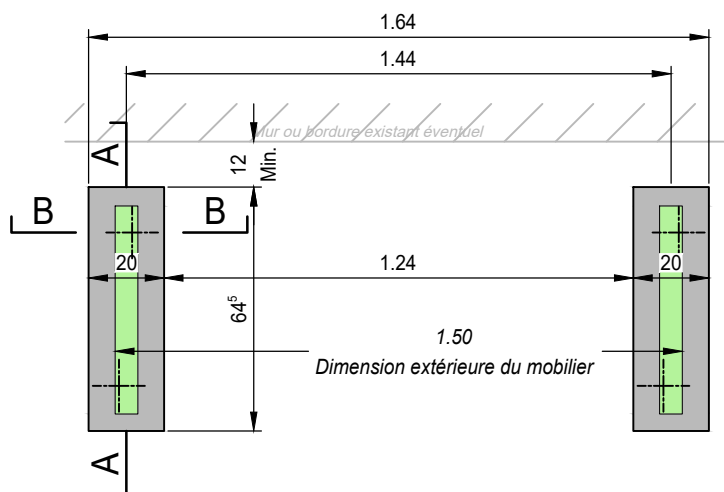 1.64
1.44
Mur ou bordure existant éventuel
A
12
Min.
B
B
20
1.24
20
64⁵
1.50
Dimension extérieure du mobilier
A